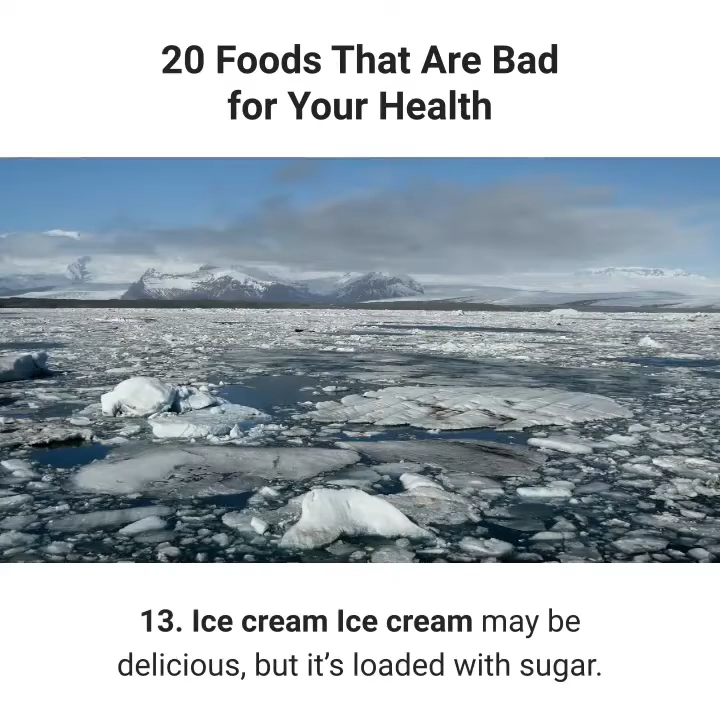 20 Foods That Are Bad
for Your Health
13. Ice cream Ice cream may be
delicious, but it’s loaded with sugar.